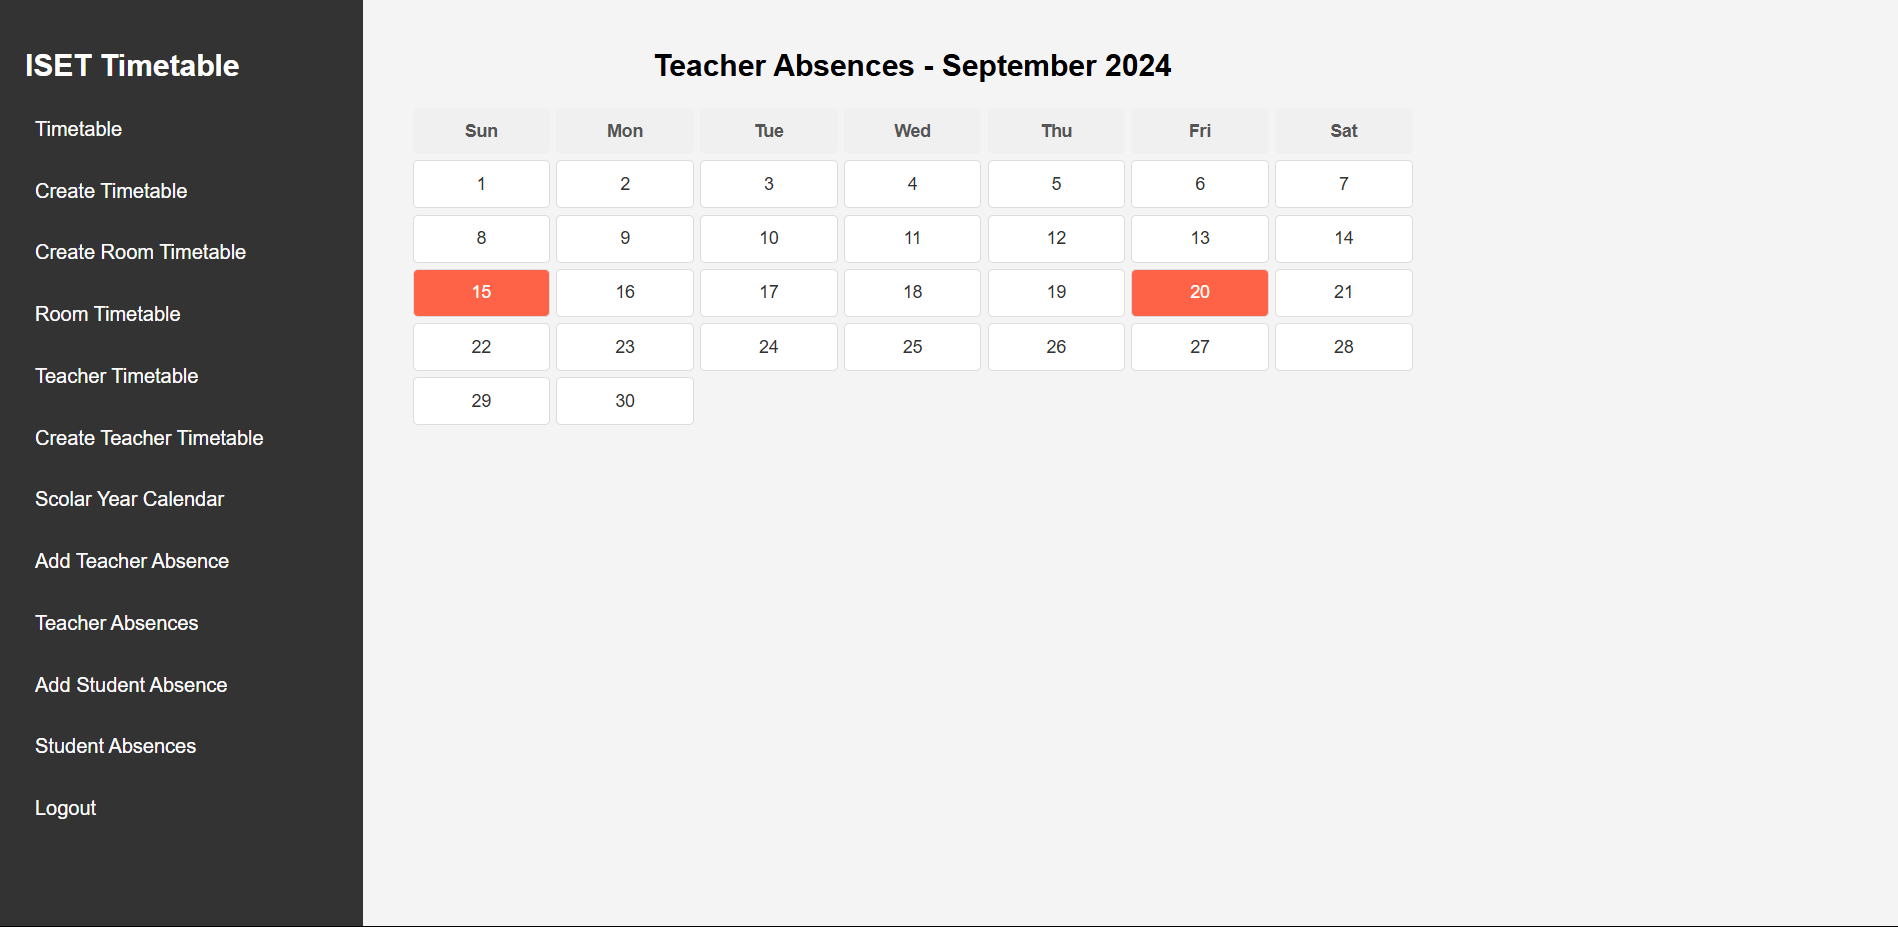 ISET Timetable
Timetable
Create Timetable
Create Room Timetable
Room Timetable
Teacher Timetable
Create Teacher Timetable
Scolar Year Calendar
Add Teacher Absence
Teacher Absences
Add Student Absence
Student Absences
Logout
Teacher Absences - September 2024
Sun Mon Tue Wed Thu Fri Sat
1 2 3 4 5 6 7
8 9 10 11 12 13 14
15 16 17 18 19 20 21
22 23 24 25 26 27 28
29 30